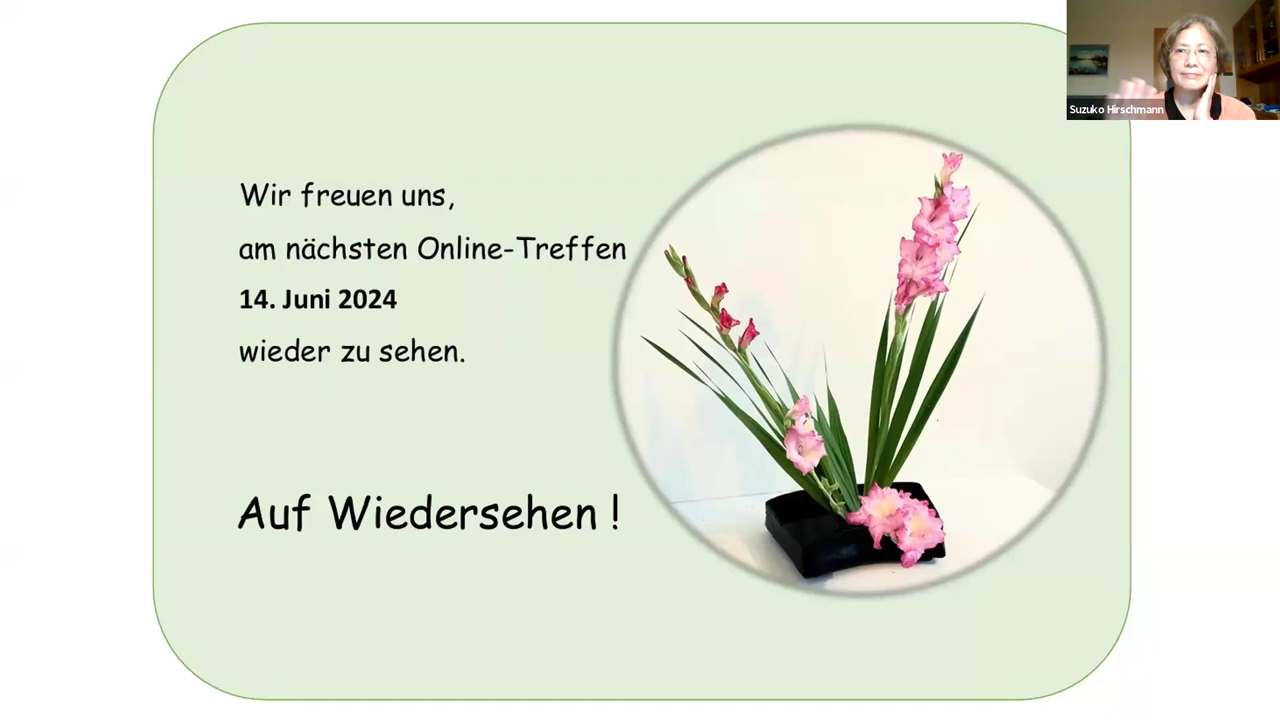 Suzuko Hirschmann
Wir freuen uns,
am nächsten Online-Treffen
14. Juni 2024
wieder zu sehen.
Auf Wiedersehen !